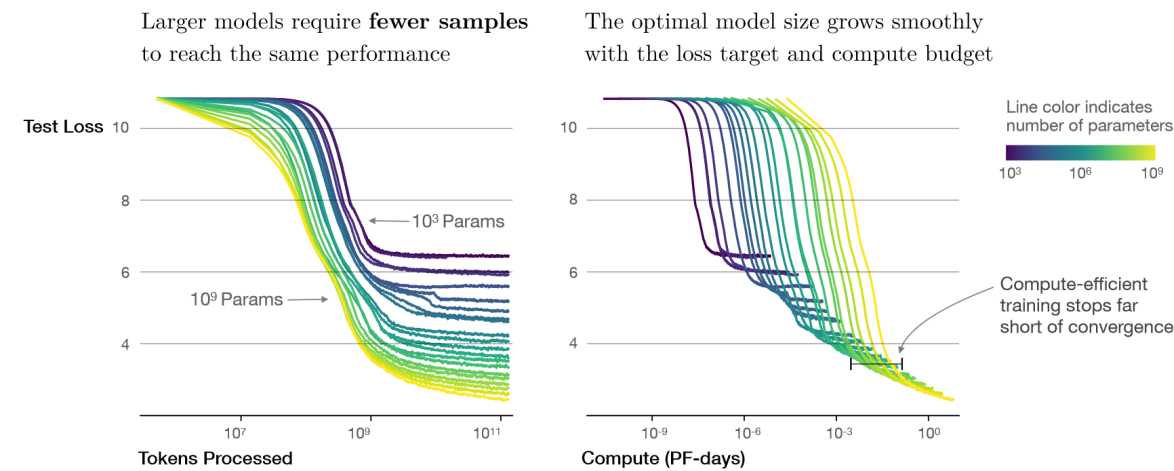 Larger models require fewer samples
to reach the same performance
The optimal model size grows smoothly
with the loss target and compute budget
Test Loss
10
8
6
4
10³ Params
10⁹ Params
10⁷
10⁹
10¹¹
Tokens Processed
10
8
6
4
10⁻⁹
10⁻⁶
10⁻³
10⁰
Compute (PF-days)
Line color indicates
number of parameters
10³
10⁶
10⁹
Compute-efficient
training stops far
short of convergence